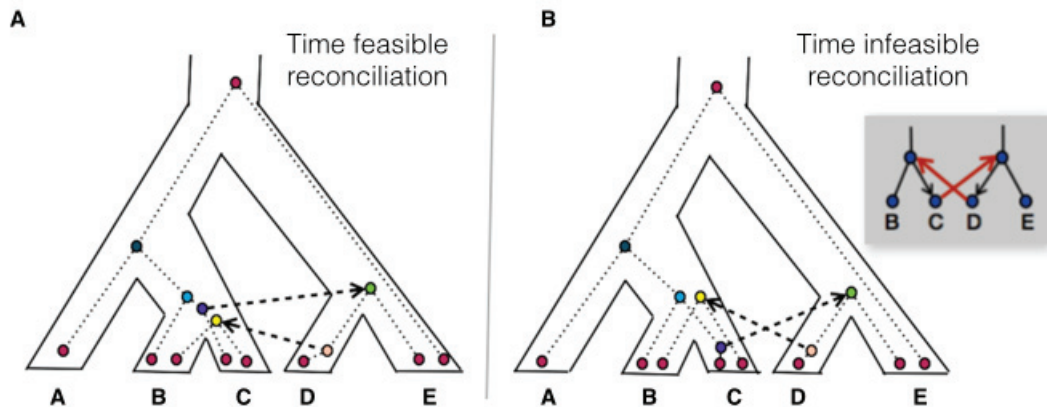 A
Time feasible
reconciliation
A B C D E
B
Time infeasible
reconciliation
B C D E
A B C D E